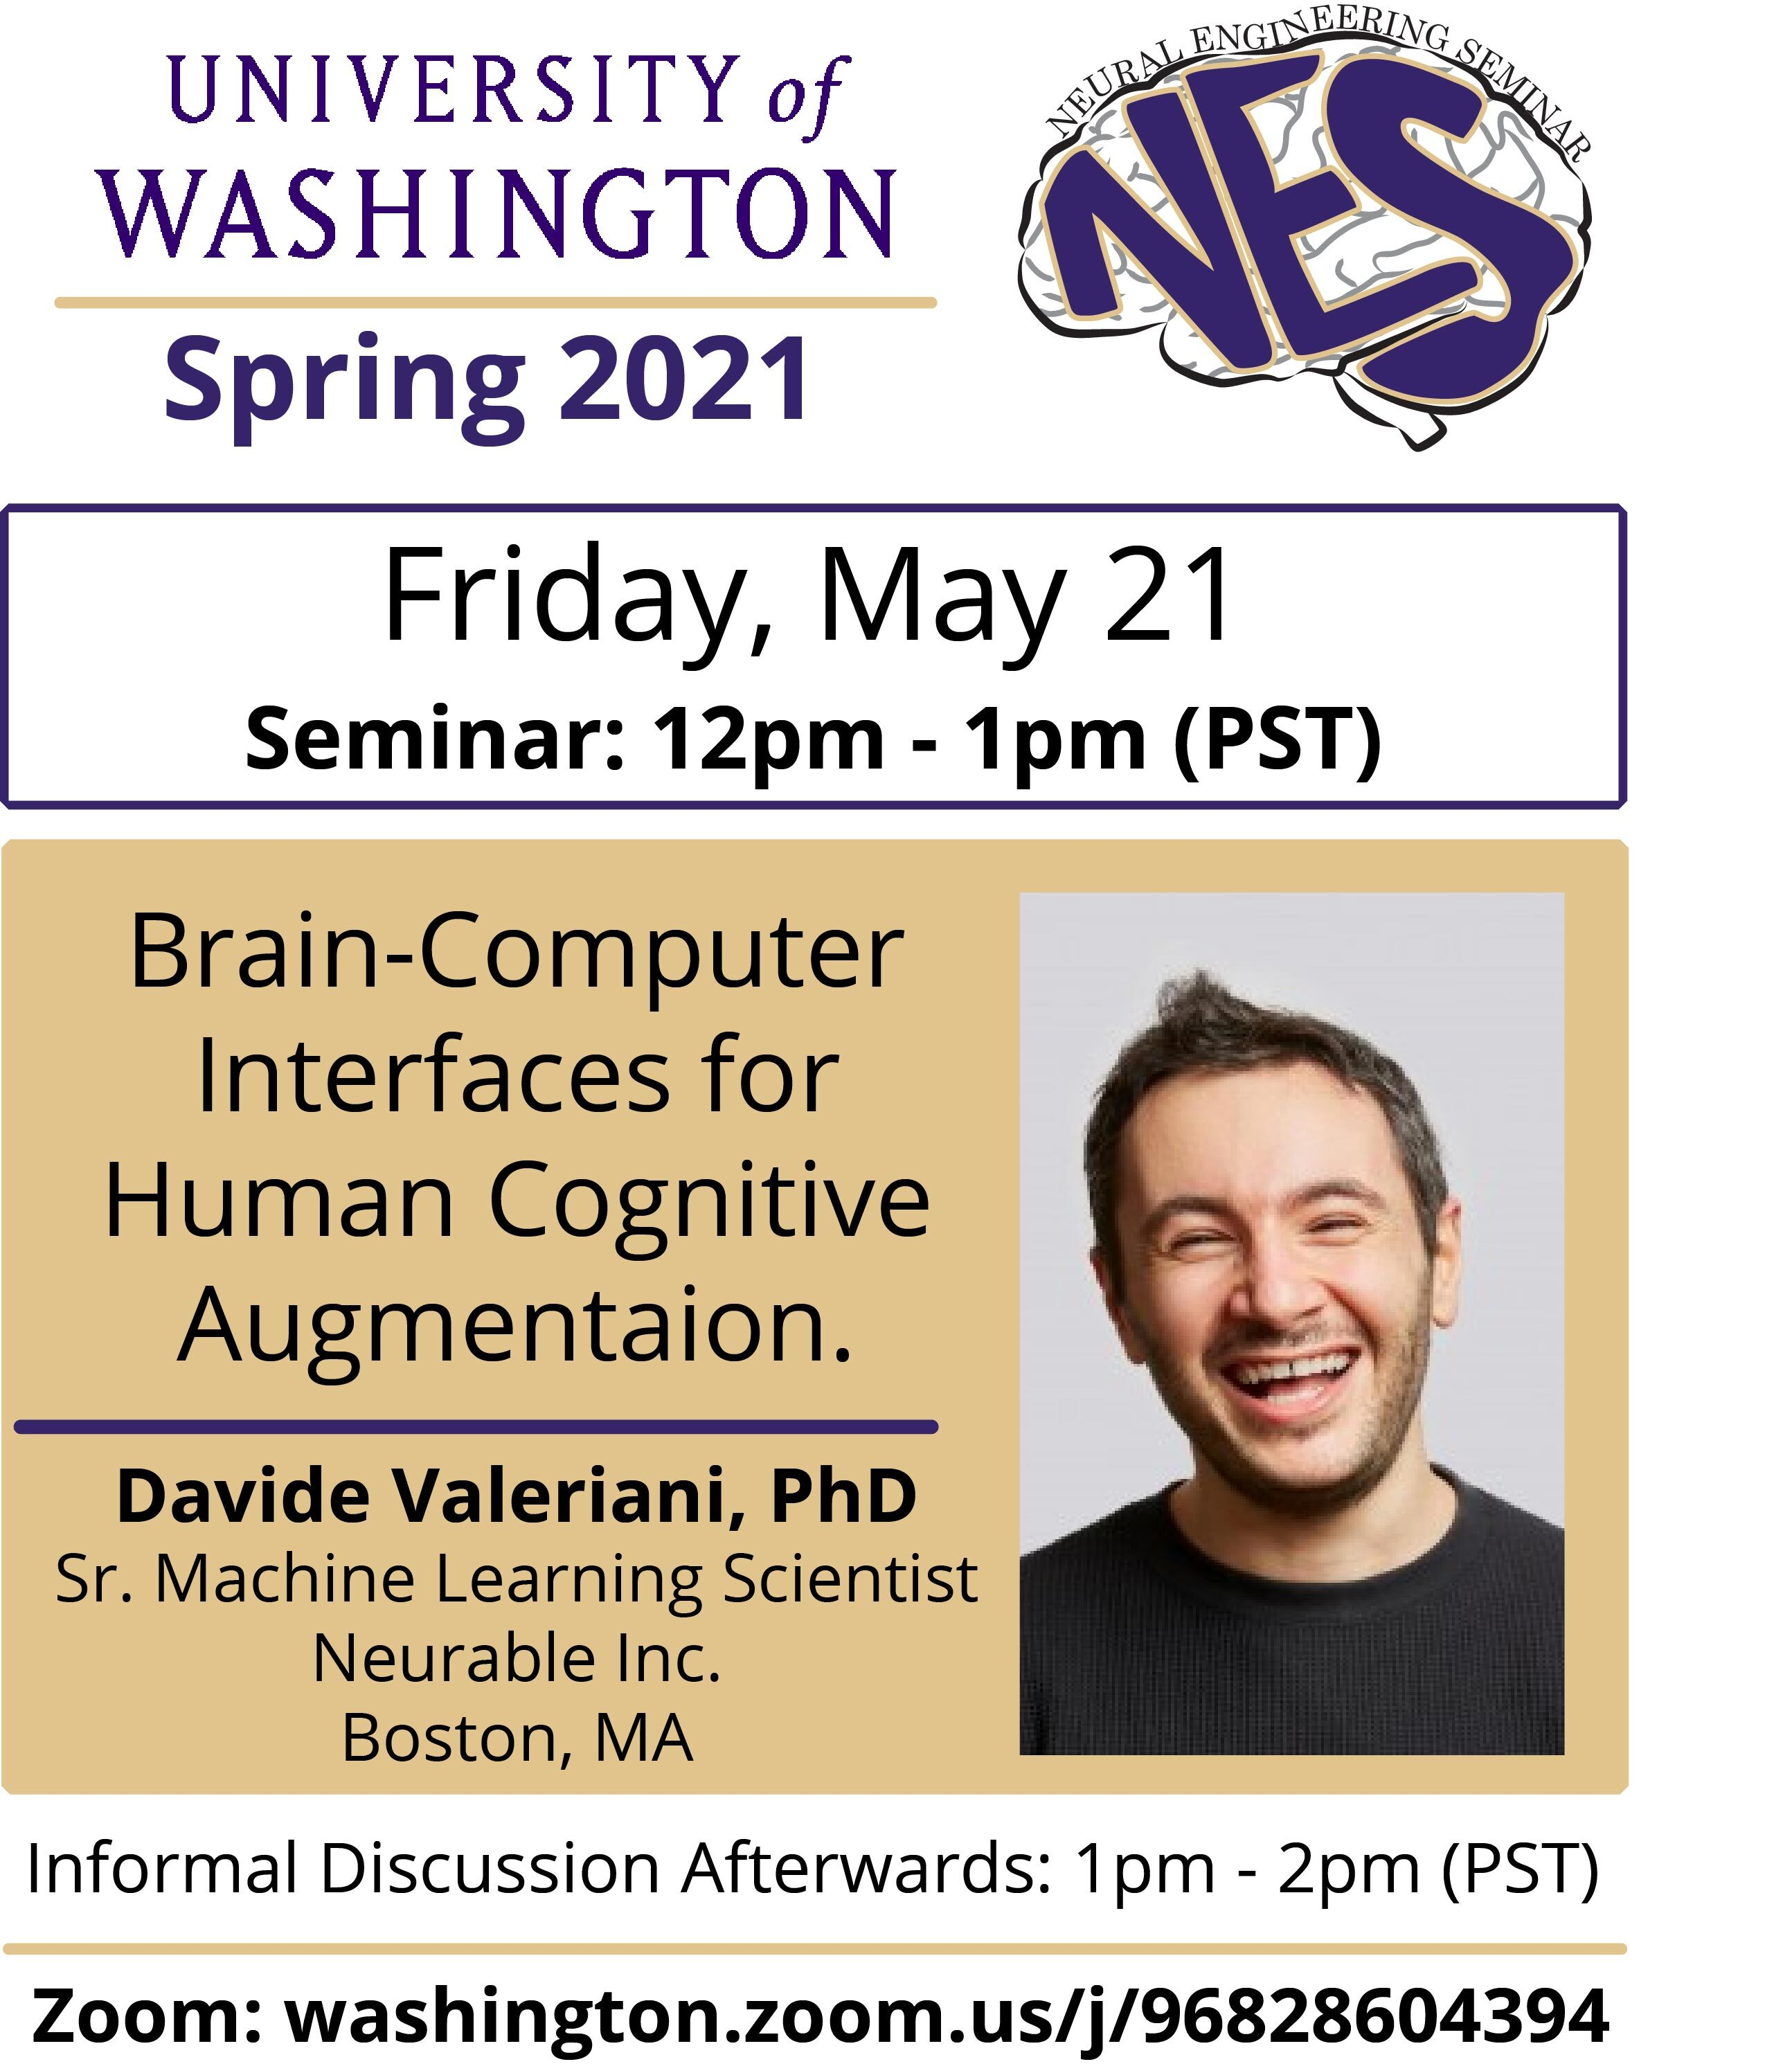 UNIVERSITY of
WASHINGTON
Spring 2021
NEURAL ENGINEERING SEMINAR
NES
Friday, May 21
Seminar: 12pm - 1pm (PST)
Brain-Computer
Interfaces for
Human Cognitive
Augmentaion.
Davide Valeriani, PhD
Sr. Machine Learning Scientist
Neurable Inc.
Boston, MA
Informal Discussion Afterwards: 1pm - 2pm (PST)
Zoom: washington.zoom.us/j/96828604394